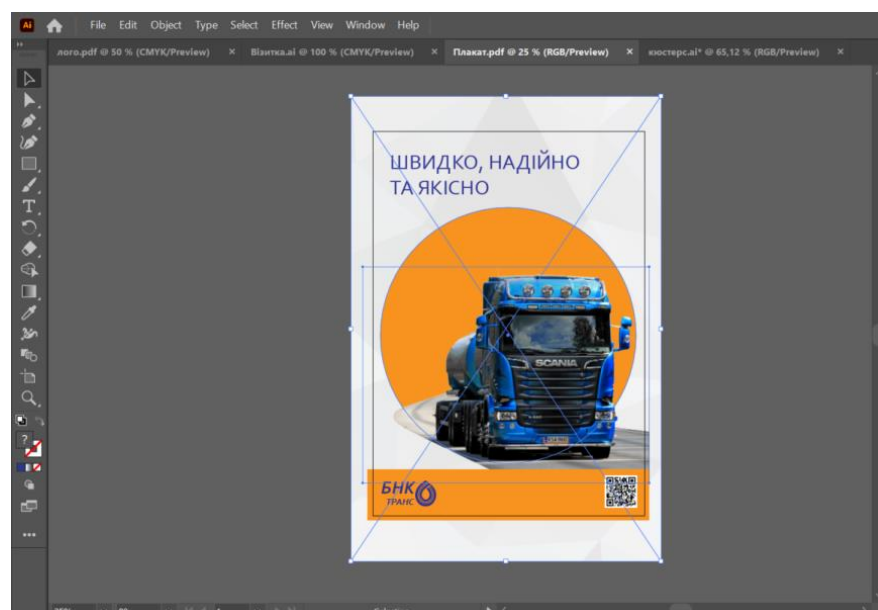 Ai File Edit Object Type Select Effect View Window Help
лого.pdf @ 50 % (CMYK/Preview) × Візитка.ai @ 100 % (CMYK/Preview) × Плакат.pdf @ 25 % (RGB/Preview) × кюстерс.ai* @ 65,12 % (RGB/Preview) ×
ШВИДКО, НАДІЙНО
ТА ЯКІСНО
SCANIA
БНК
ТРАНС